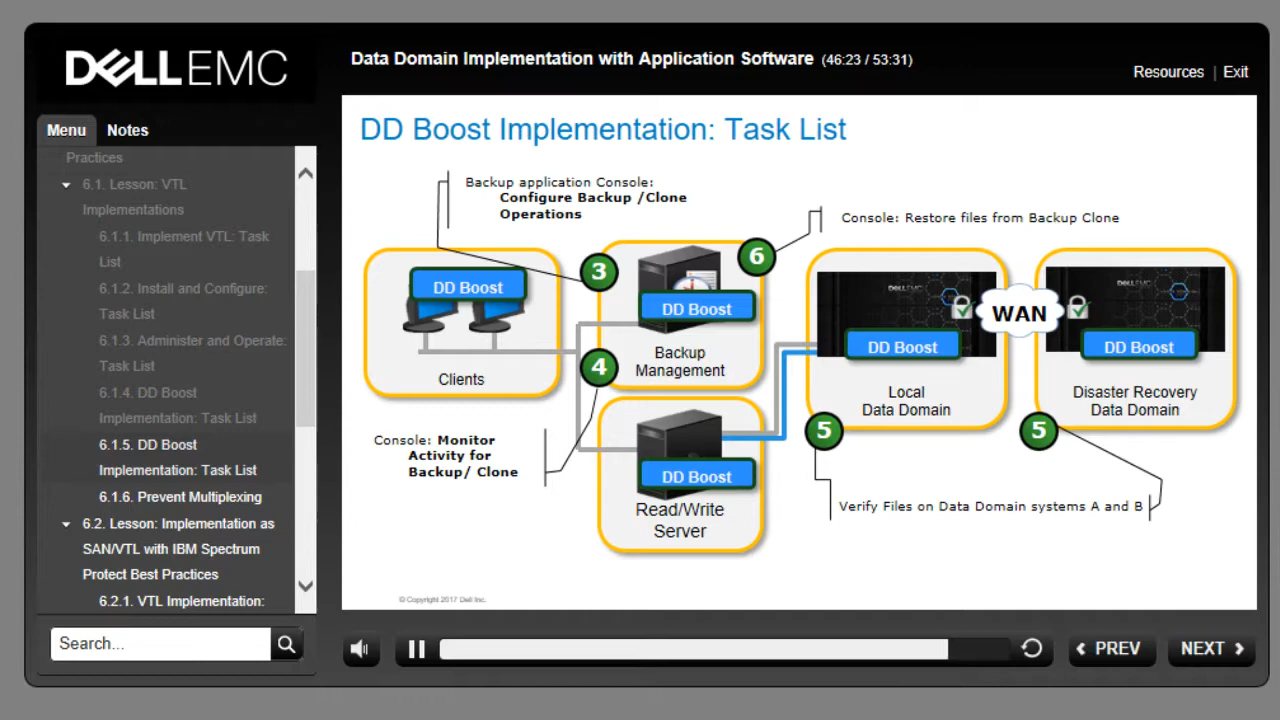 DELL EMC
Data Domain Implementation with Application Software (46:23 / 53:31)
Resources | Exit
Menu
Notes
Practices
6.1. Lesson: VTL
Implementations
6.1.1. Implement VTL: Task
List
6.1.2. Install and Configure:
Task List
6.1.3. Administer and Operate:
Task List
6.1.4. DD Boost
Implementation: Task List
6.1.5. DD Boost
Implementation: Task List
6.1.6. Prevent Multiplexing
6.2. Lesson: Implementation as
SAN/VTL with IBM Spectrum
Protect Best Practices
6.2.1. VTL Implementation:
Search...
DD Boost Implementation: Task List
Backup application Console:
Configure Backup /Clone
Operations
Console: Restore files from Backup Clone
3
6
DD Boost
Clients
DD Boost
Backup
Management
DELLEMC
WAN
DELLEMC
DD Boost
Local
Data Domain
DD Boost
Disaster Recovery
Data Domain
4
5
5
Console: Monitor
Activity for
Backup/ Clone
DD Boost
Read/Write
Server
Verify Files on Data Domain systems A and B
© Copyright 2017 Dell Inc.
PREV
NEXT